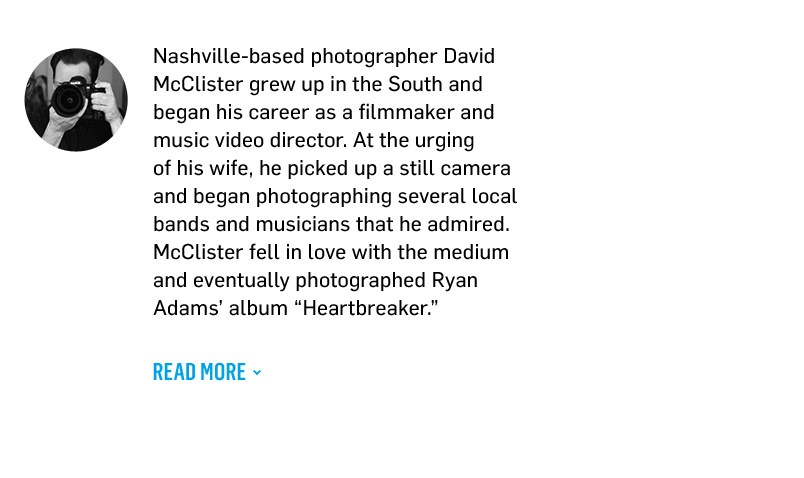 Nashville-based photographer David
McClister grew up in the South and
began his career as a filmmaker and
music video director. At the urging
of his wife, he picked up a still camera
and began photographing several local
bands and musicians that he admired.
McClister fell in love with the medium
and eventually photographed Ryan
Adams’ album “Heartbreaker.”
READ MORE